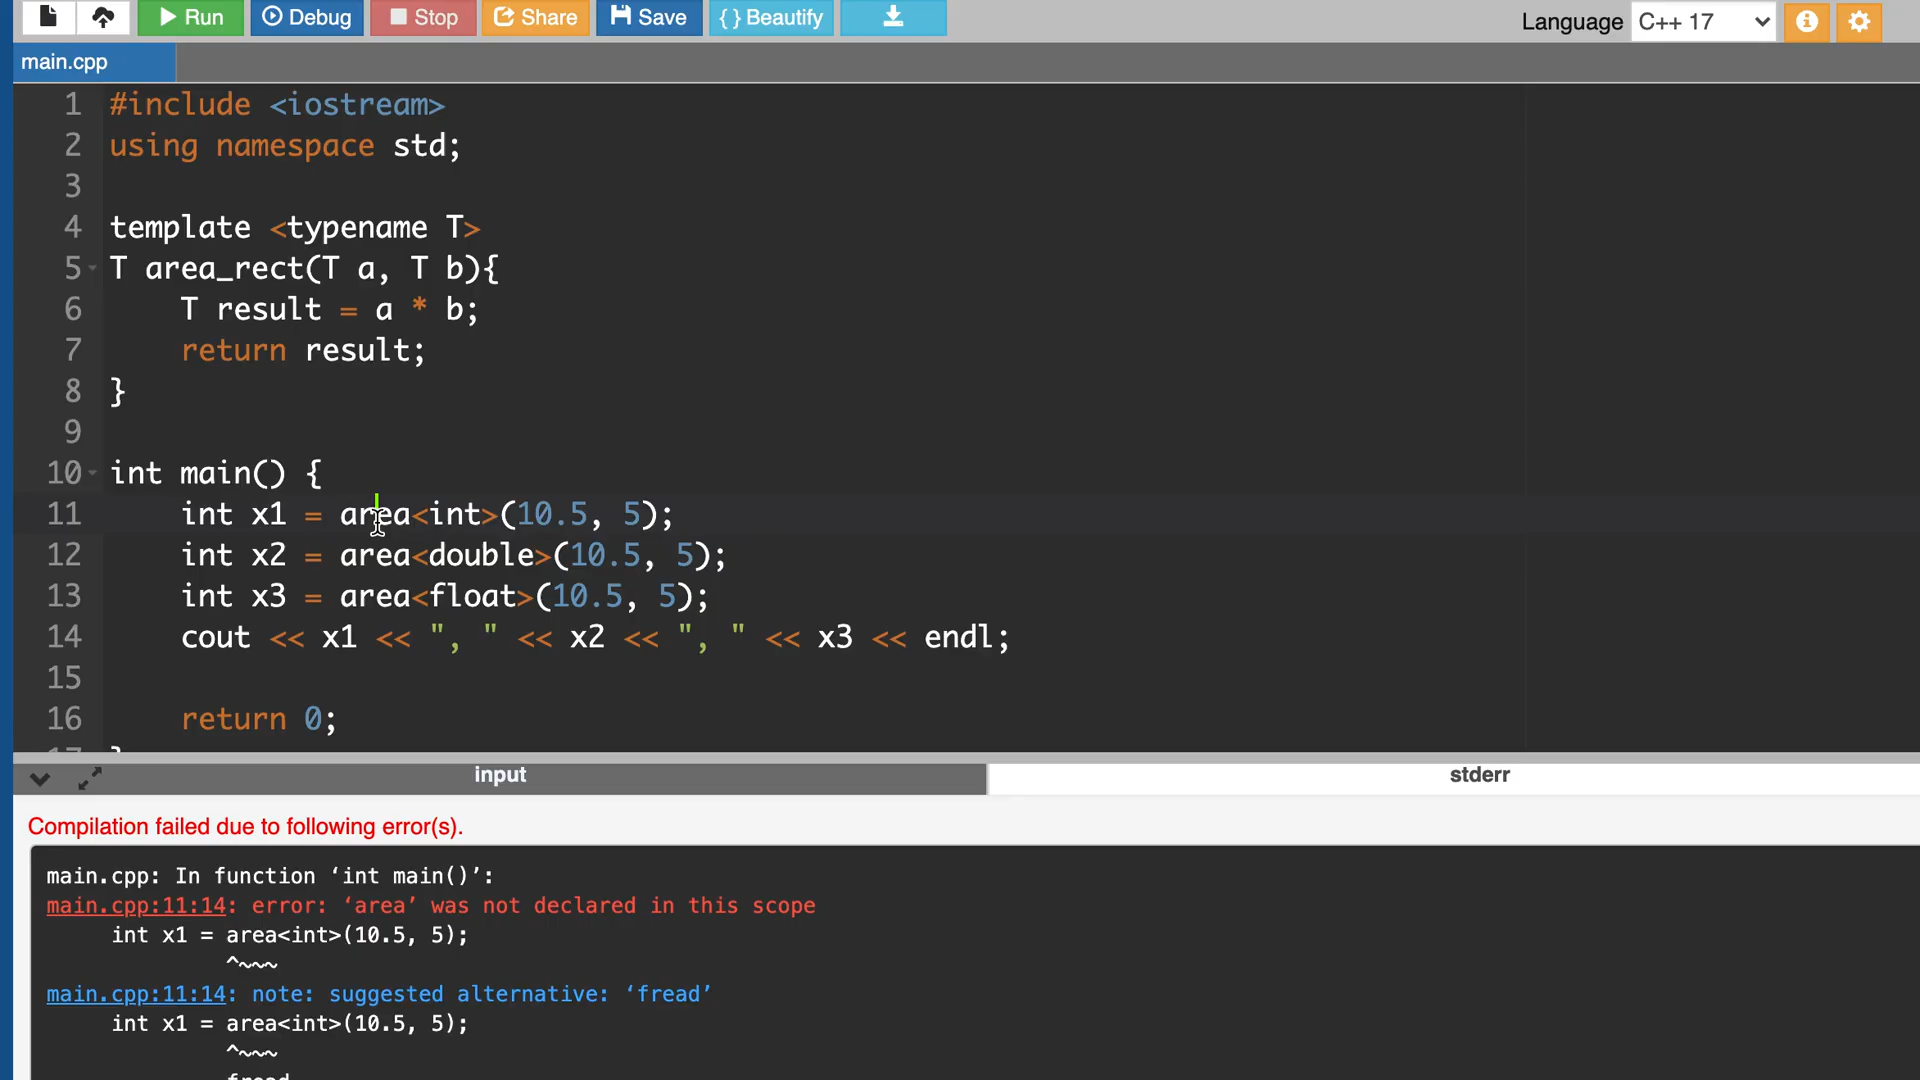 Run Debug Stop Share Save { } Beautify Language C++ 17
main.cpp
1 #include <iostream>
2 using namespace std;
3
4 template <typename T>
5 T area_rect(T a, T b){
6 T result = a * b;
7 return result;
8 }
9
10 int main() {
11 int x1 = area<int>(10.5, 5);
12 int x2 = area<double>(10.5, 5);
13 int x3 = area<float>(10.5, 5);
14 cout << x1 << ", " << x2 << ", " << x3 << endl;
15
16 return 0;
17 }
input stderr
Compilation failed due to following error(s).
main.cpp: In function ‘int main()’:
main.cpp:11:14: error: ‘area’ was not declared in this scope
int x1 = area<int>(10.5, 5);
^~~~
main.cpp:11:14: note: suggested alternative: ‘fread’
int x1 = area<int>(10.5, 5);
^~~~
fread